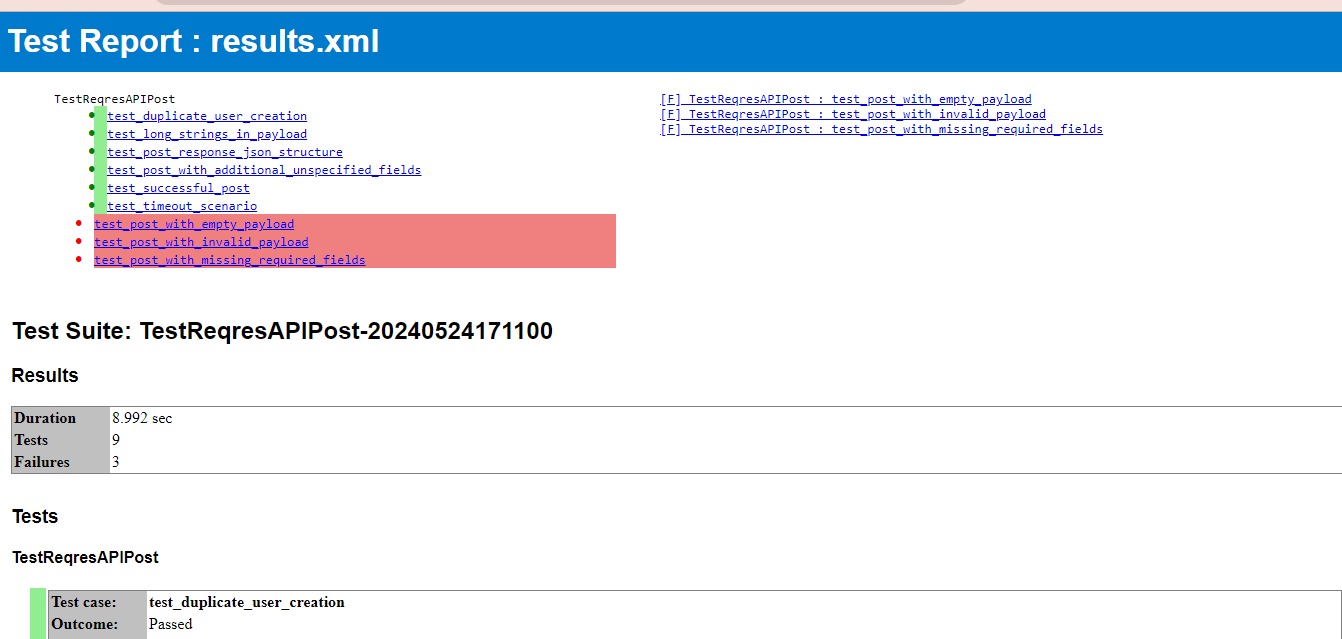 Test Report : results.xml
TestReqresAPIPost
test_duplicate_user_creation
test_long_strings_in_payload
test_post_response_json_structure
test_post_with_additional_unspecified_fields
test_successful_post
test_timeout_scenario
test_post_with_empty_payload
test_post_with_invalid_payload
test_post_with_missing_required_fields
[F] TestReqresAPIPost : test_post_with_empty_payload
[F] TestReqresAPIPost : test_post_with_invalid_payload
[F] TestReqresAPIPost : test_post_with_missing_required_fields
Test Suite: TestReqresAPIPost-20240524171100
Results
Duration 8.992 sec
Tests 9
Failures 3
Tests
TestReqresAPIPost
Test case: test_duplicate_user_creation
Outcome: Passed